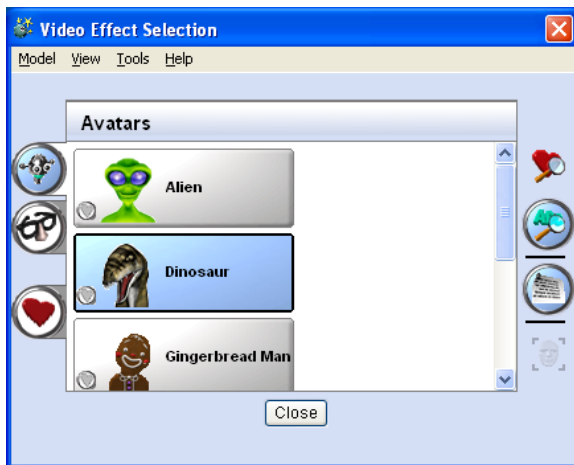 Video Effect Selection
Model View Tools Help
Avatars
Alien
Dinosaur
Gingerbread Man
Close